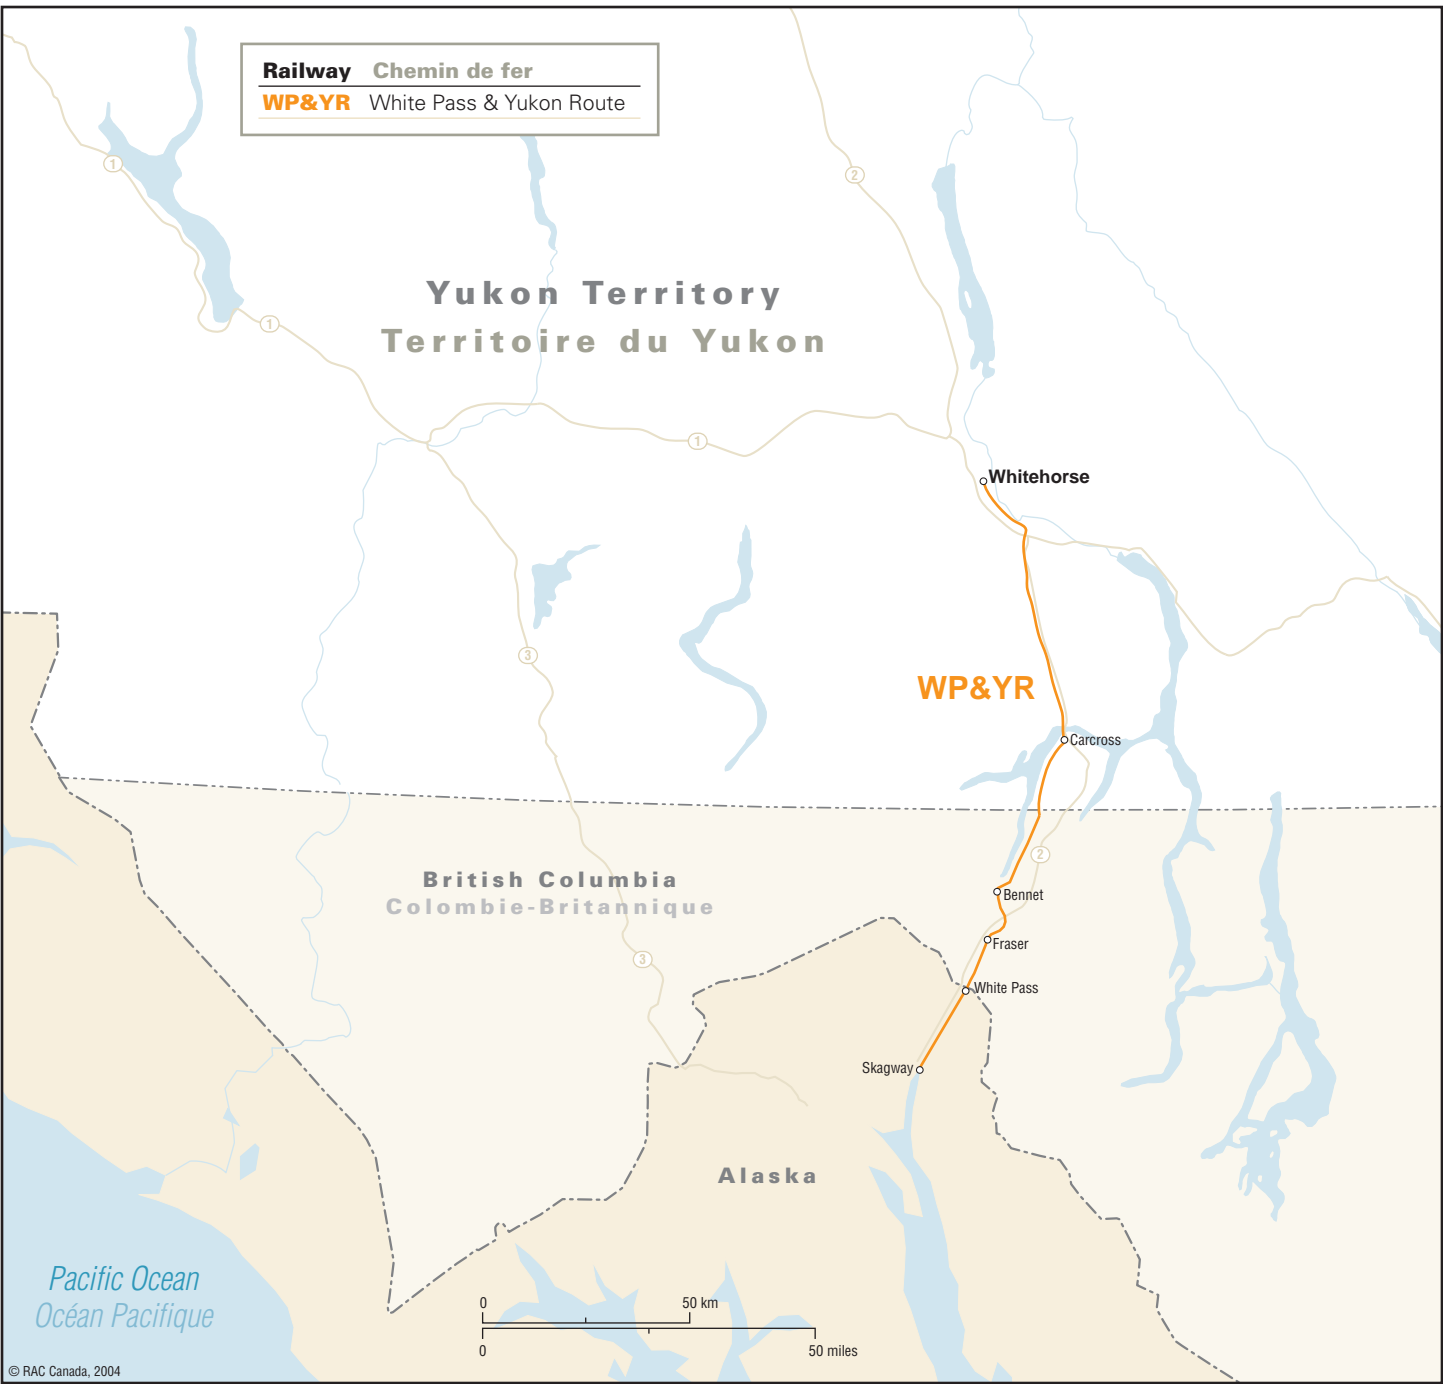 Railway Chemin de fer
WP&YR White Pass & Yukon Route
1
2
Yukon Territory
1
Territoire du Yukon
1
Whitehorse
3
WP&YR
Carcross
2
British Columbia
Colombie-Britannique
Bennet
Fraser
3
White Pass
Skagway
Alaska
Pacific Ocean
Océan Pacifique
0 50 km
0 50 miles
© RAC Canada, 2004